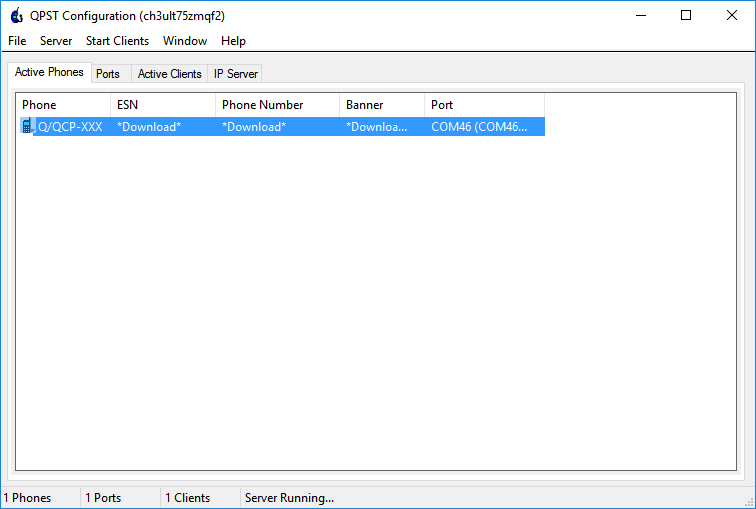 QPST Configuration (ch3ult75zmqf2)
File Server Start Clients Window Help
Active Phones Ports Active Clients IP Server
Phone ESN Phone Number Banner Port
Q/QCP-XXX *Download* *Download* *Downloa... COM46 (COM46...
1 Phones 1 Ports 1 Clients Server Running...